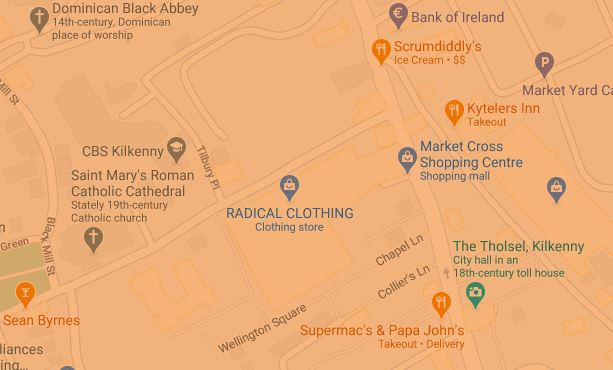 Dominican Black Abbey
14th-century, Dominican
place of worship
Bank of Ireland
Scrumdiddly's
Ice Cream • $$
Market Yard Ca
Mill St
Kytelers Inn
Takeout
CBS Kilkenny
Tilbury Pl
Market Cross
Shopping Centre
Shopping mall
Saint Mary's Roman
Catholic Cathedral
Stately 19th-century
Catholic church
RADICAL CLOTHING
Clothing store
Green
Black Mill St
Chapel Ln
The Tholsel, Kilkenny
City hall in an
18th-century toll house
Collier's Ln
Sean Byrnes
Wellington Square
Supermac's & Papa John's
Takeout • Delivery
liances
ing...